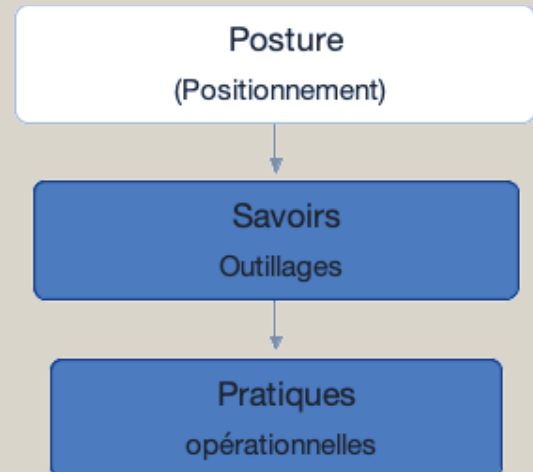 Posture
(Positionnement)
Savoirs
Outillages
Pratiques
opérationnelles